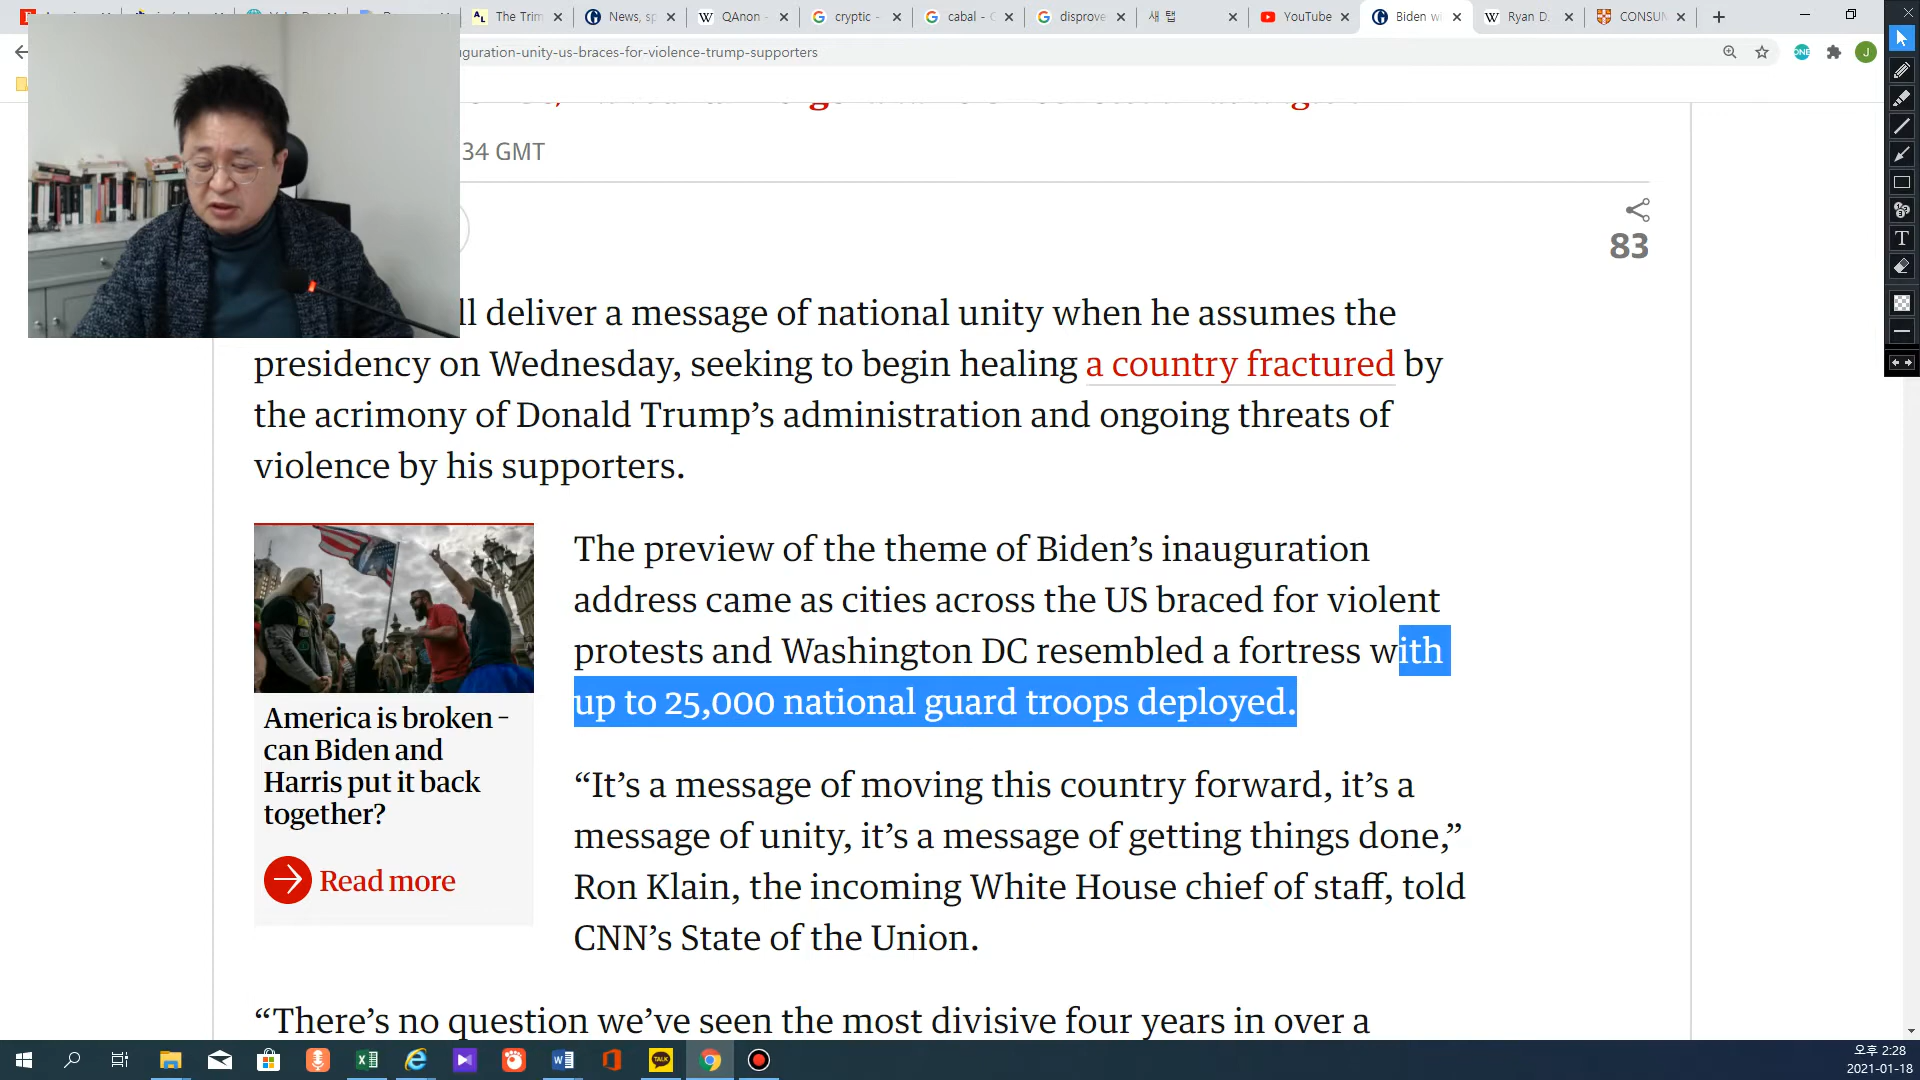 The Trim
News, sp
QAnon -
cryptic -
cabal - G
disprove
새 탭
YouTube
Biden w
Ryan D.
CONSUM
guration-unity-us-braces-for-violence-trump-supporters
ONE
J
34 GMT
83
ll deliver a message of national unity when he assumes the
presidency on Wednesday, seeking to begin healing a country fractured by
the acrimony of Donald Trump’s administration and ongoing threats of
violence by his supporters.
America is broken –
can Biden and
Harris put it back
together?
Read more
The preview of the theme of Biden’s inauguration
address came as cities across the US braced for violent
protests and Washington DC resembled a fortress with
up to 25,000 national guard troops deployed.
“It’s a message of moving this country forward, it’s a
message of unity, it’s a message of getting things done,”
Ron Klain, the incoming White House chief of staff, told
CNN’s State of the Union.
“There’s no question we’ve seen the most divisive four years in over a
TALK
오후 2:28
2021-01-18